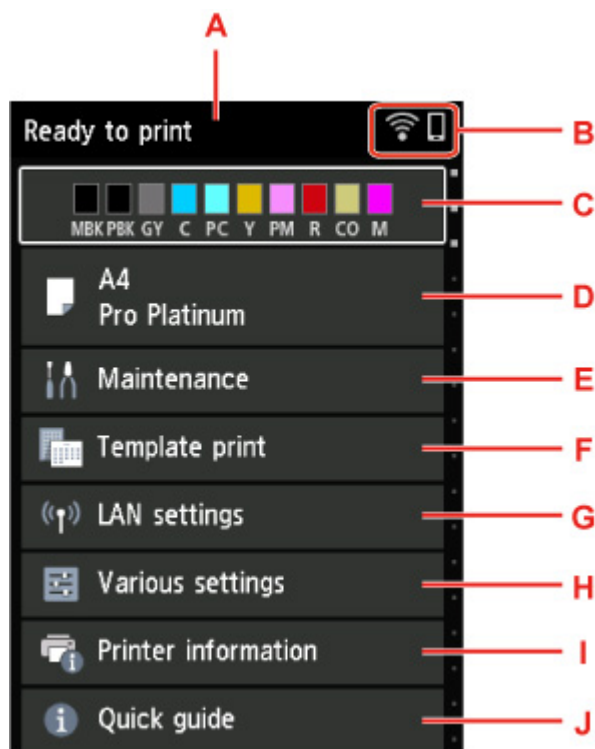 A
Ready to print
B
C
MBK PBK GY C PC Y PM R CO M
A4
Pro Platinum
D
Maintenance
E
Template print
F
LAN settings
G
Various settings
H
Printer information
I
Quick guide
J